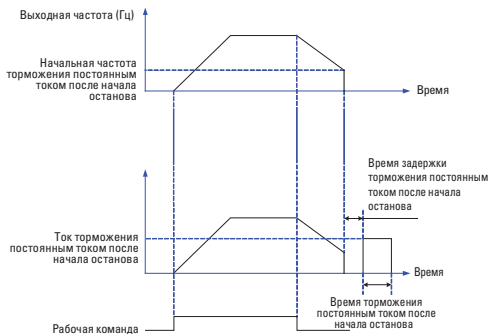 Выходная частота (Гц)
Начальная частота
торможения постоянным
током после начала
останова
Время
Время задержки
торможения постоянным
током после начала
останова
Ток торможения
постоянным током после
начала останова
Время
Время торможения
постоянным током после
начала останова
Рабочая команда